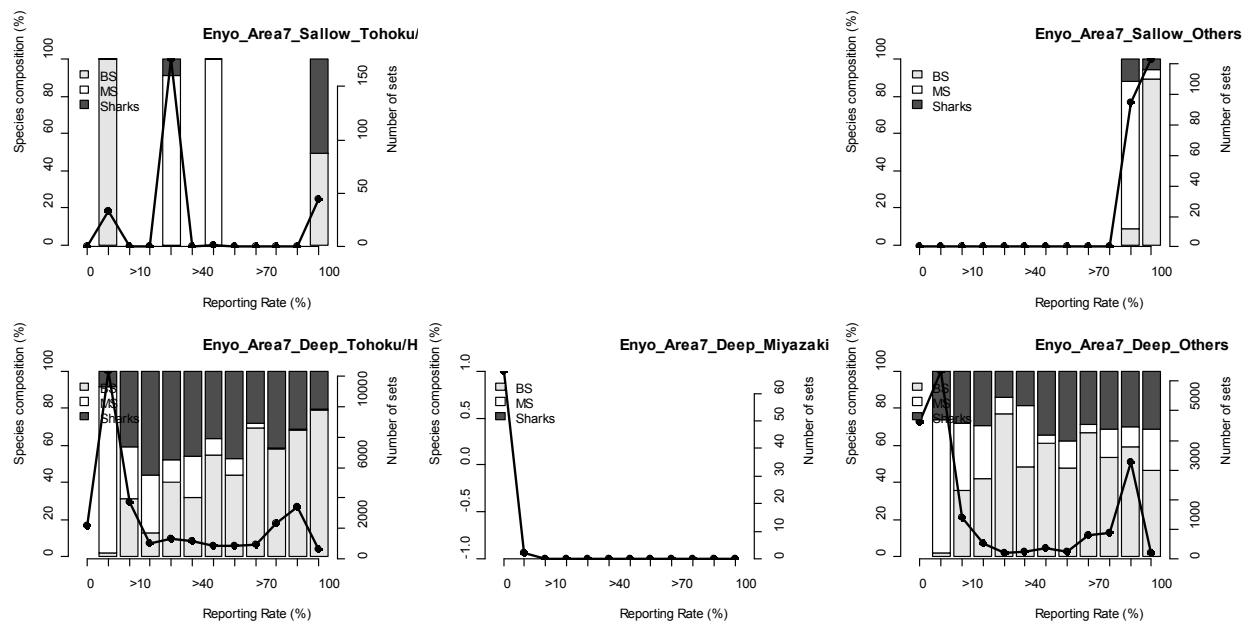 Enyo_Area7_Sallow_Tohoku/
Species composition (%)
0 20 40 60 80 100
BS
MS
Sharks
Number of sets
0 50 100 150
0 >10 >40 >70 100
Reporting Rate (%)
Enyo_Area7_Sallow_Others
Species composition (%)
0 20 40 60 80 100
BS
MS
Sharks
Number of sets
0 20 40 60 80 100
0 >10 >40 >70 100
Reporting Rate (%)
Enyo_Area7_Deep_Tohoku/H
Species composition (%)
0 20 40 60 80 100
BS
MS
Sharks
Number of sets
0 2000 4000 6000 10000
0 >10 >40 >70 100
Reporting Rate (%)
Enyo_Area7_Deep_Miyazaki
Species composition (%)
-1.0 -0.5 0.0 0.5 1.0
BS
MS
Sharks
Number of sets
0 10 20 30 40 50 60
0 >10 >40 >70 100
Reporting Rate (%)
Enyo_Area7_Deep_Others
Species composition (%)
0 20 40 60 80 100
BS
MS
Sharks
Number of sets
0 1000 3000 5000
0 >10 >40 >70 100
Reporting Rate (%)